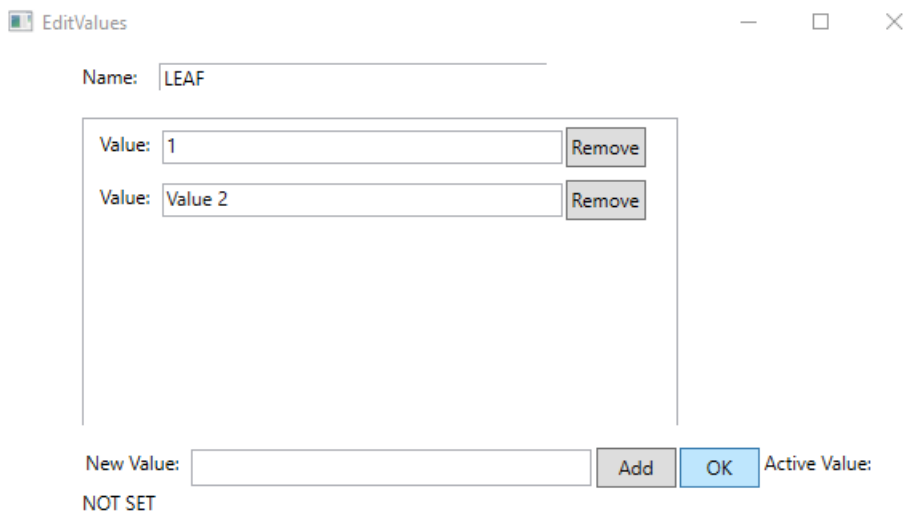 EditValues
Name: LEAF
Value: 1 Remove
Value: Value 2 Remove
New Value: Add OK Active Value:
NOT SET